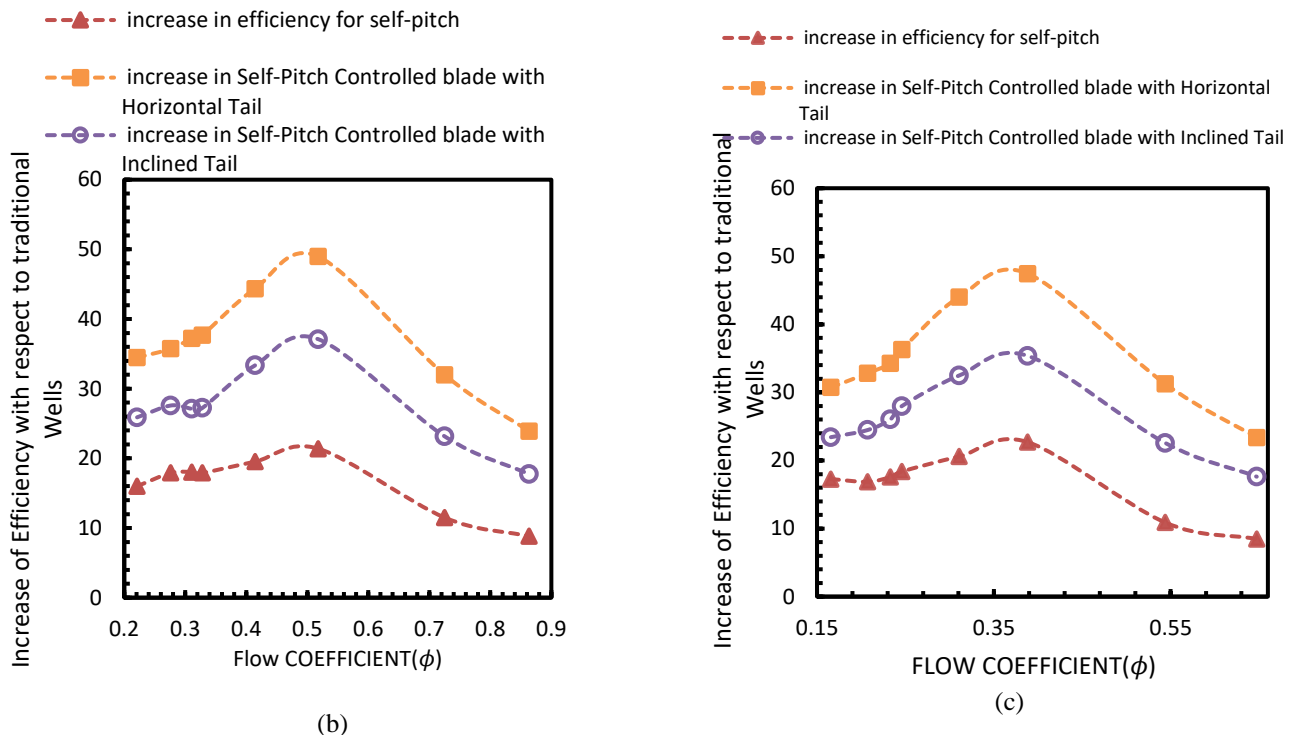 increase in efficiency for self-pitch
increase in Self-Pitch Controlled blade with
Horizontal Tail
increase in Self-Pitch Controlled blade with
Inclined Tail
Increase of Efficiency with respect to traditional
Wells
60
50
40
30
20
10
0
0.2 0.3 0.4 0.5 0.6 0.7 0.8 0.9
Flow COEFFICIENT(ϕ)
(b)
increase in efficiency for self-pitch
increase in Self-Pitch Controlled blade with Horizontal
Tail
increase in Self-Pitch Controlled blade with Inclined Tail
Increase of Efficiency with respect to traditional
Wells
60
50
40
30
20
10
0
0.15 0.35 0.55
FLOW COEFFICIENT(ϕ)
(c)